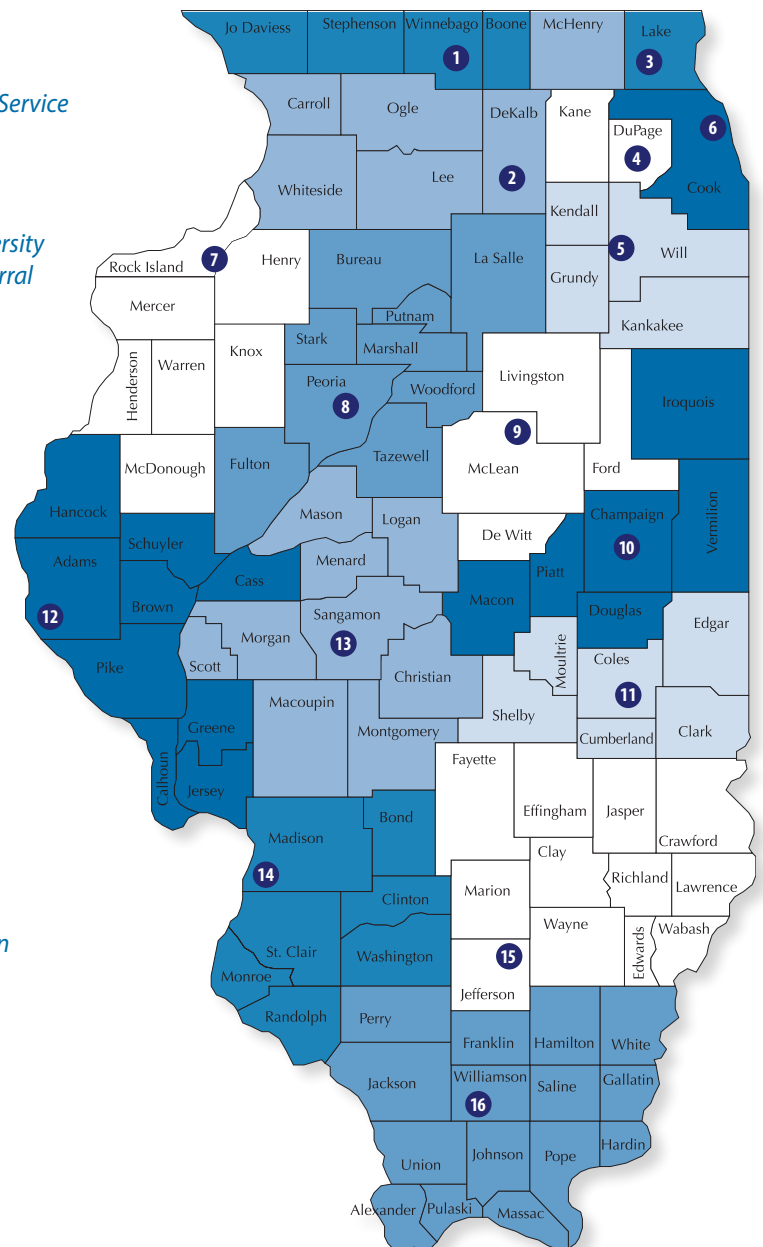 Jo Daviess
Stephenson
Winnebago
Boone
McHenry
Lake
1
3
Service
Carroll
Ogle
DeKalb
Kane
DuPage
6
4
Cook
Whiteside
Lee
2
Kendall
ersity
rral
Rock Island
7
Henry
Bureau
La Salle
5
Will
Grundy
Mercer
Putnam
Kankakee
Henderson
Warren
Knox
Stark
Marshall
Peoria
8
Woodford
Livingston
Iroquois
McDonough
Fulton
Tazewell
9
McLean
Ford
Hancock
Mason
Logan
Champaign
Vermilion
Schuyler
De Witt
10
Adams
Menard
Piatt
Cass
Brown
12
Macon
Douglas
Sangamon
13
Morgan
Edgar
Scott
Pike
Christian
Moultrie
Coles
11
Macoupin
Shelby
Greene
Montgomery
Cumberland
Clark
Calhoun
Jersey
Fayette
Effingham
Jasper
Crawford
Madison
Bond
Clay
14
Marion
Richland
Lawrence
Clinton
n
St. Clair
Washington
Wayne
Edwards
Wabash
15
Monroe
Jefferson
Randolph
Perry
Franklin
Hamilton
White
Jackson
Williamson
16
Saline
Gallatin
Union
Johnson
Pope
Hardin
Alexander
Pulaski
Massac